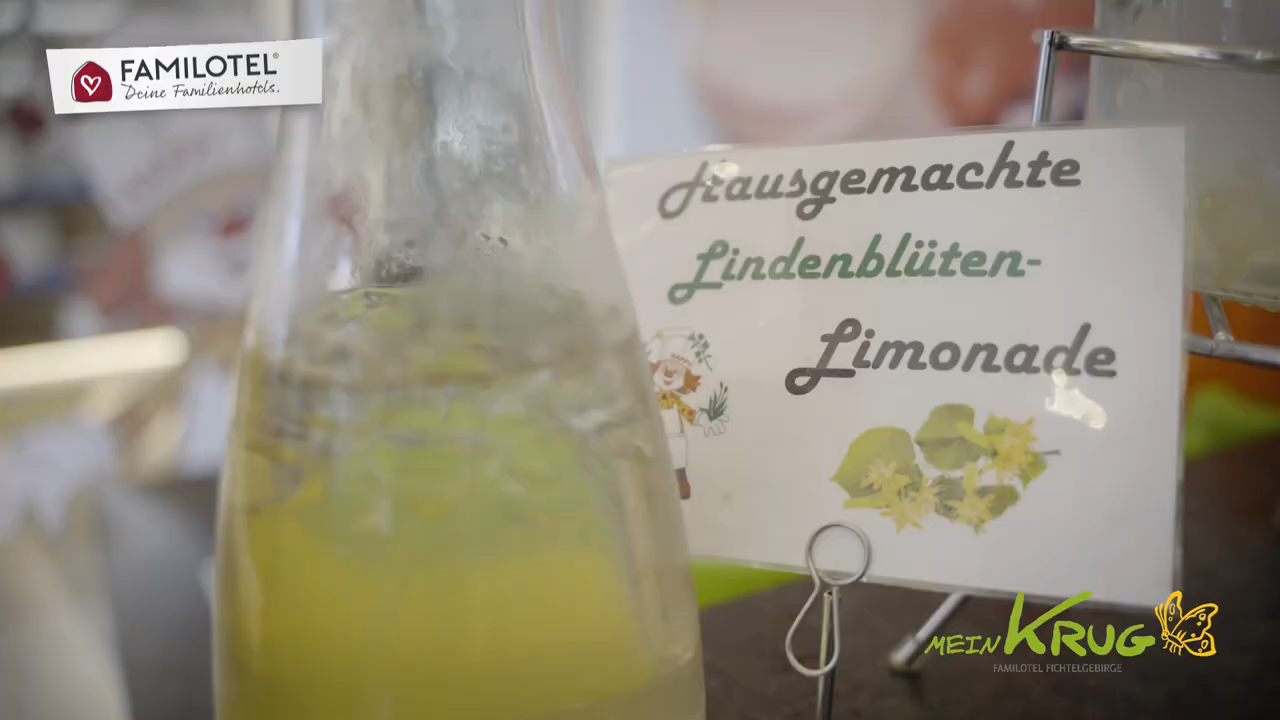 FAMILOTEL®
Deine Familienhotels.
Hausgemachte
Lindenblüten-
Limonade
MEIN KRUG
FAMILOTEL FICHTELGEBIRGE